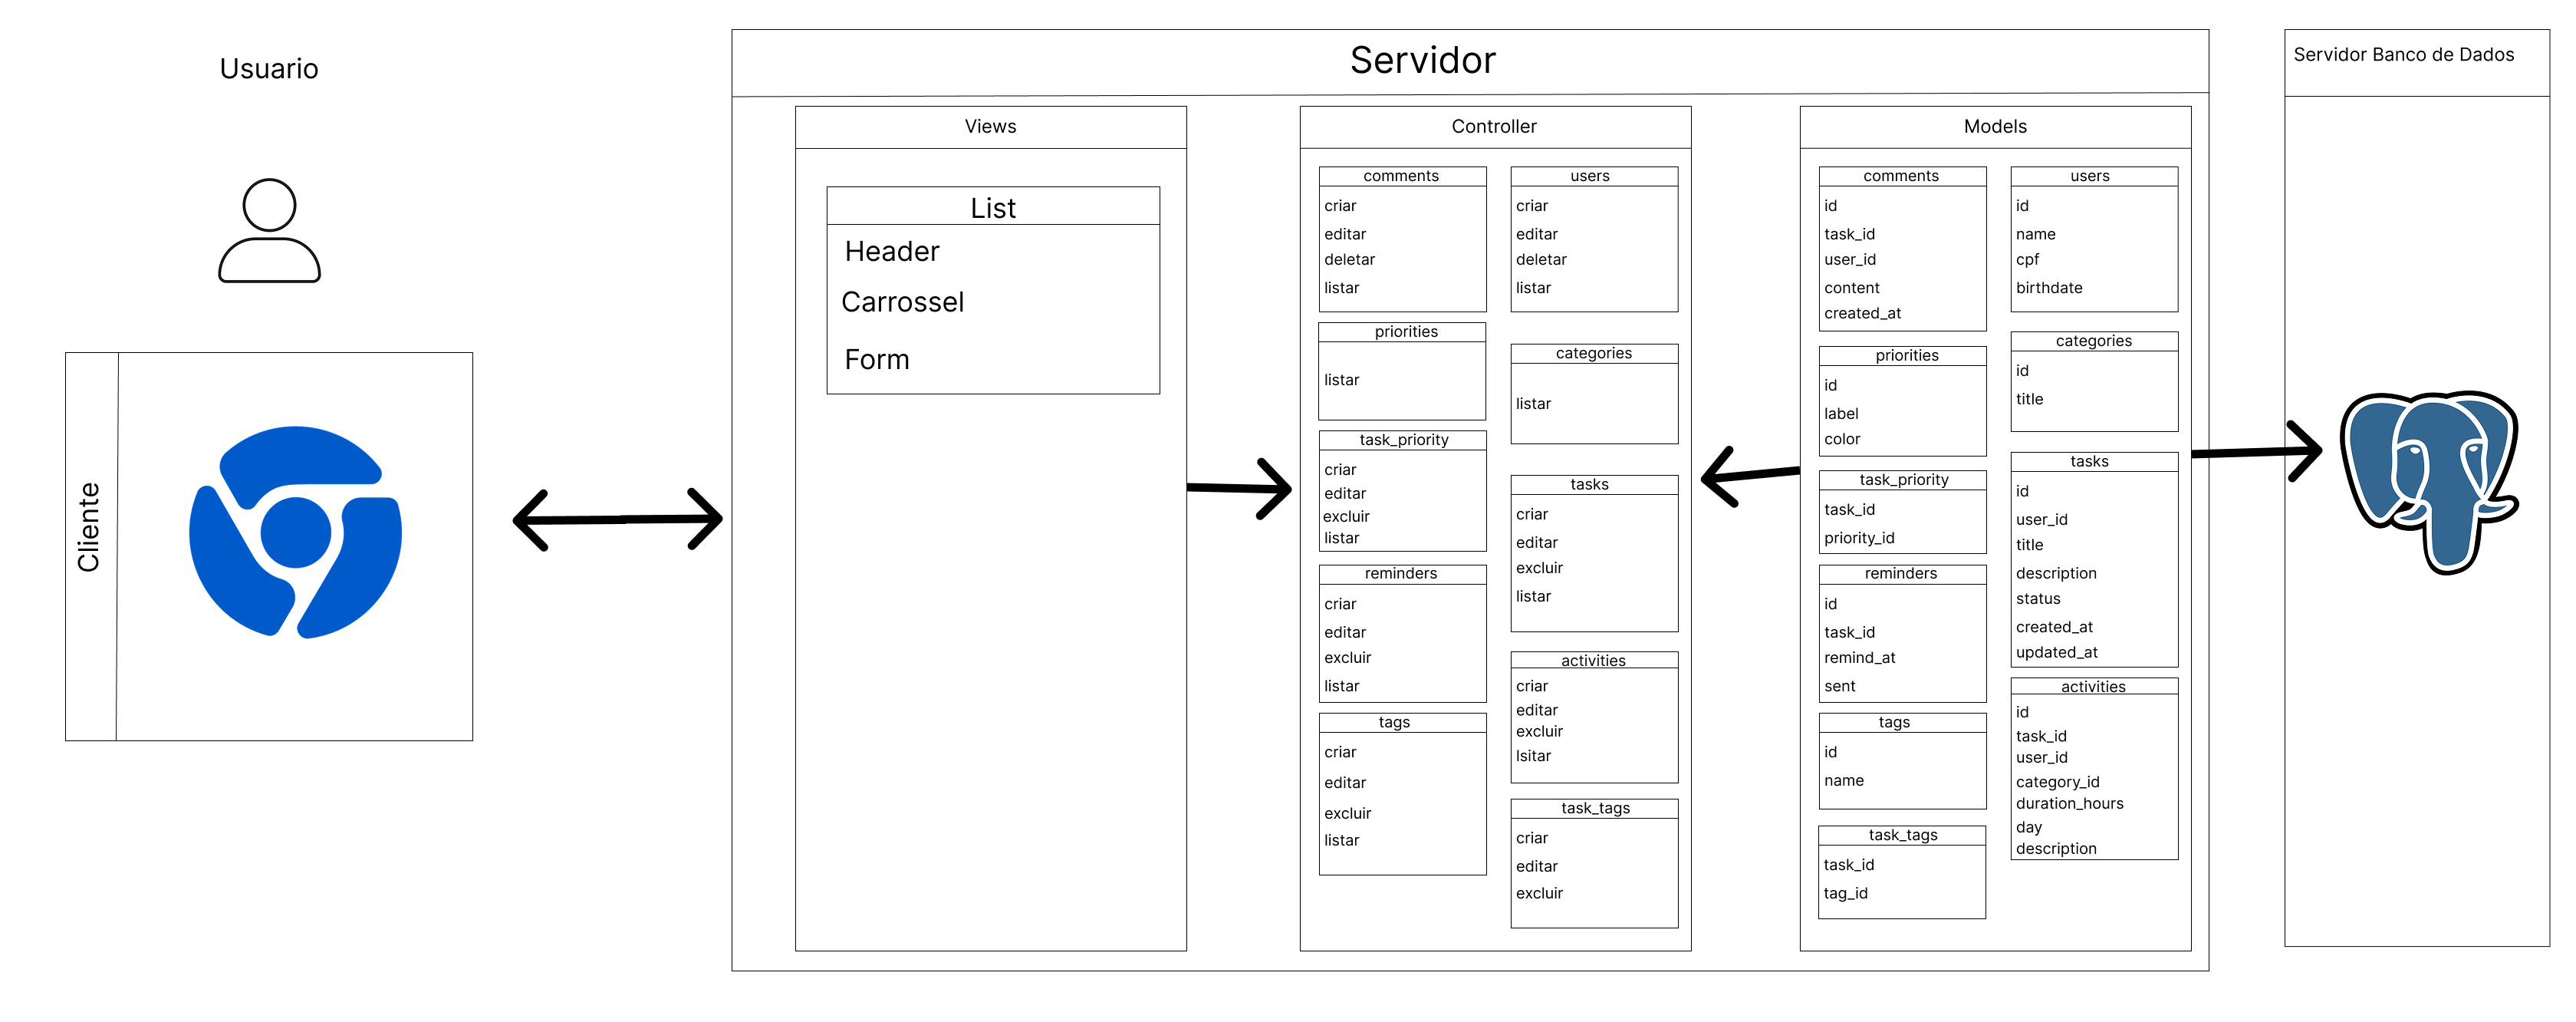 Usuario
Cliente
Servidor
Views
List
Header
Carrossel
Form
Controller
comments
criar
editar
deletar
listar
priorities
listar
task_priority
criar
editar
excluir
listar
reminders
criar
editar
excluir
listar
tags
criar
editar
excluir
listar
users
criar
editar
deletar
listar
categories
listar
tasks
criar
editar
excluir
listar
activities
criar
editar
excluir
lsitar
task_tags
criar
editar
excluir
Models
comments
id
task_id
user_id
content
created_at
priorities
id
label
color
task_priority
task_id
priority_id
reminders
id
task_id
remind_at
sent
tags
id
name
task_tags
task_id
tag_id
users
id
name
cpf
birthdate
categories
id
title
tasks
id
user_id
title
description
status
created_at
updated_at
activities
id
task_id
user_id
category_id
duration_hours
day
description
Servidor Banco de Dados